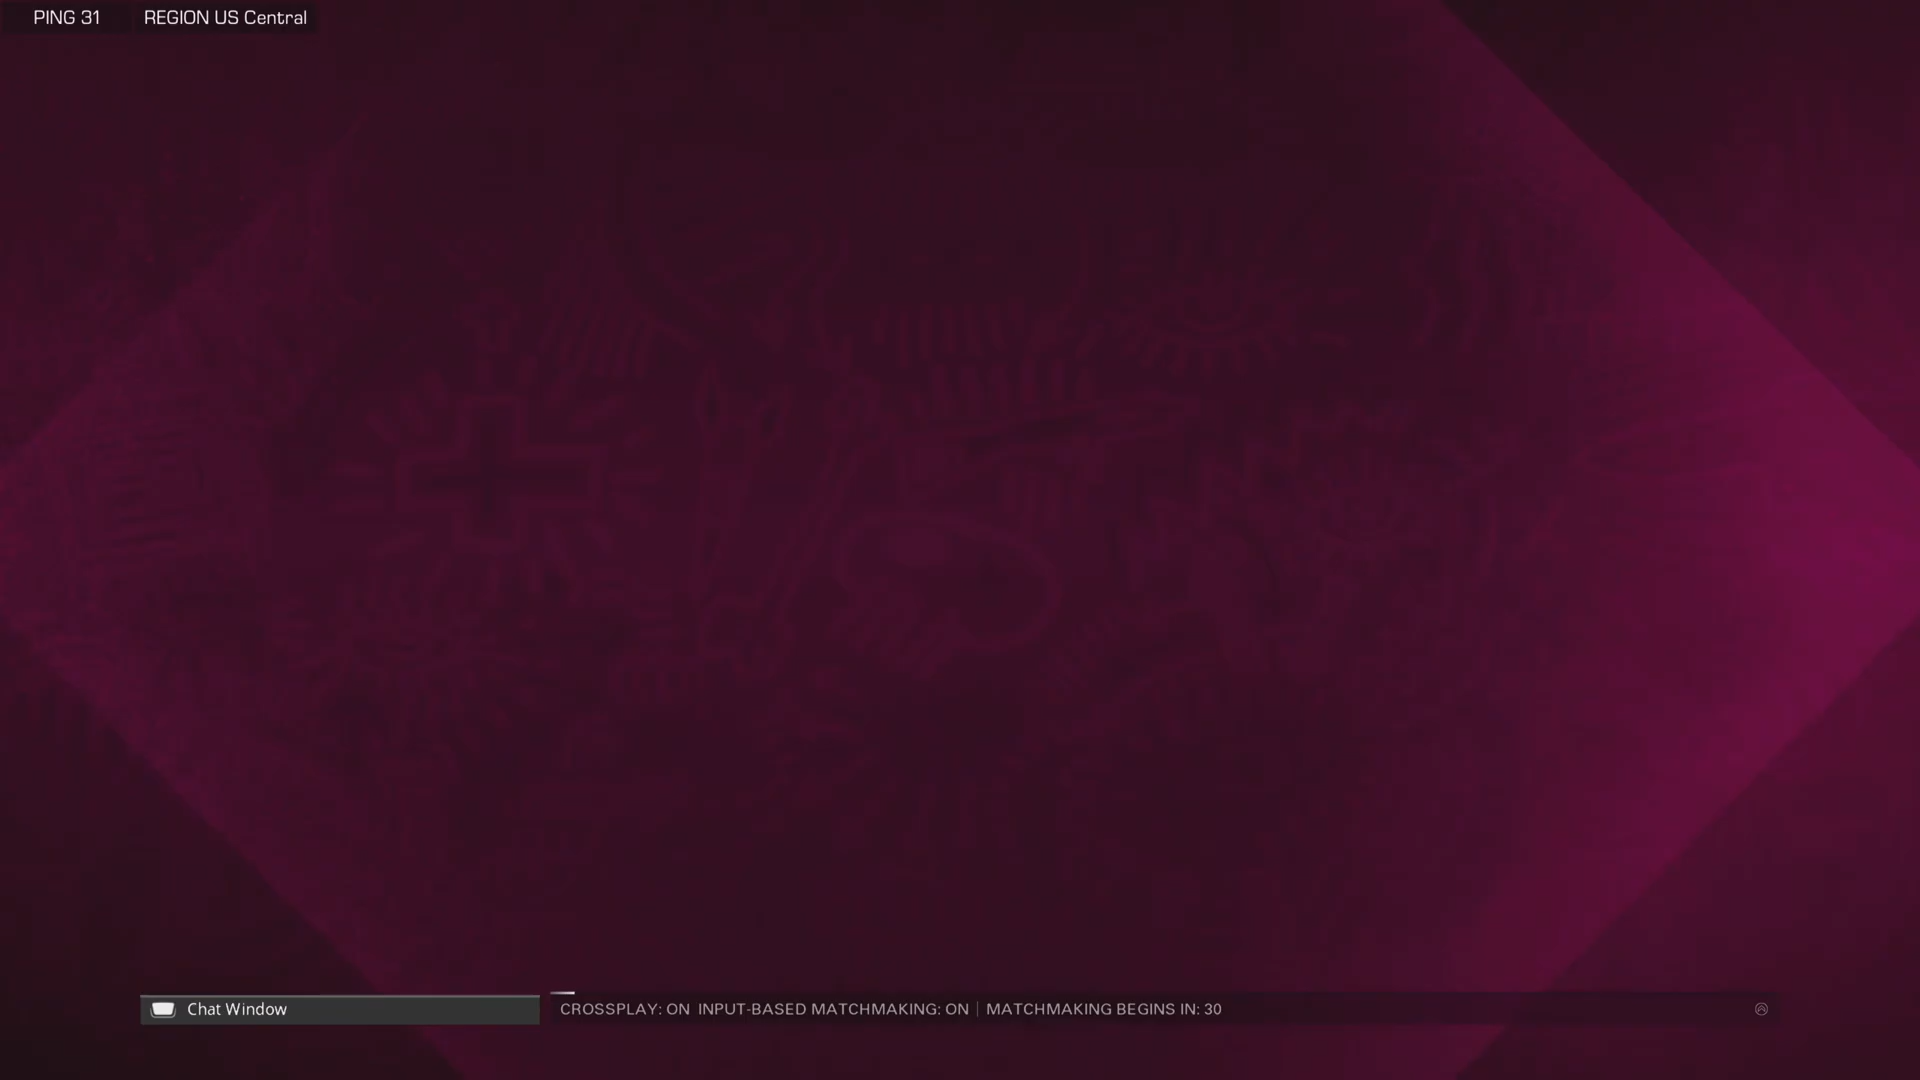 PING 31 REGION US Central
Chat Window CROSSPLAY: ON INPUT-BASED MATCHMAKING: ON | MATCHMAKING BEGINS IN: 30